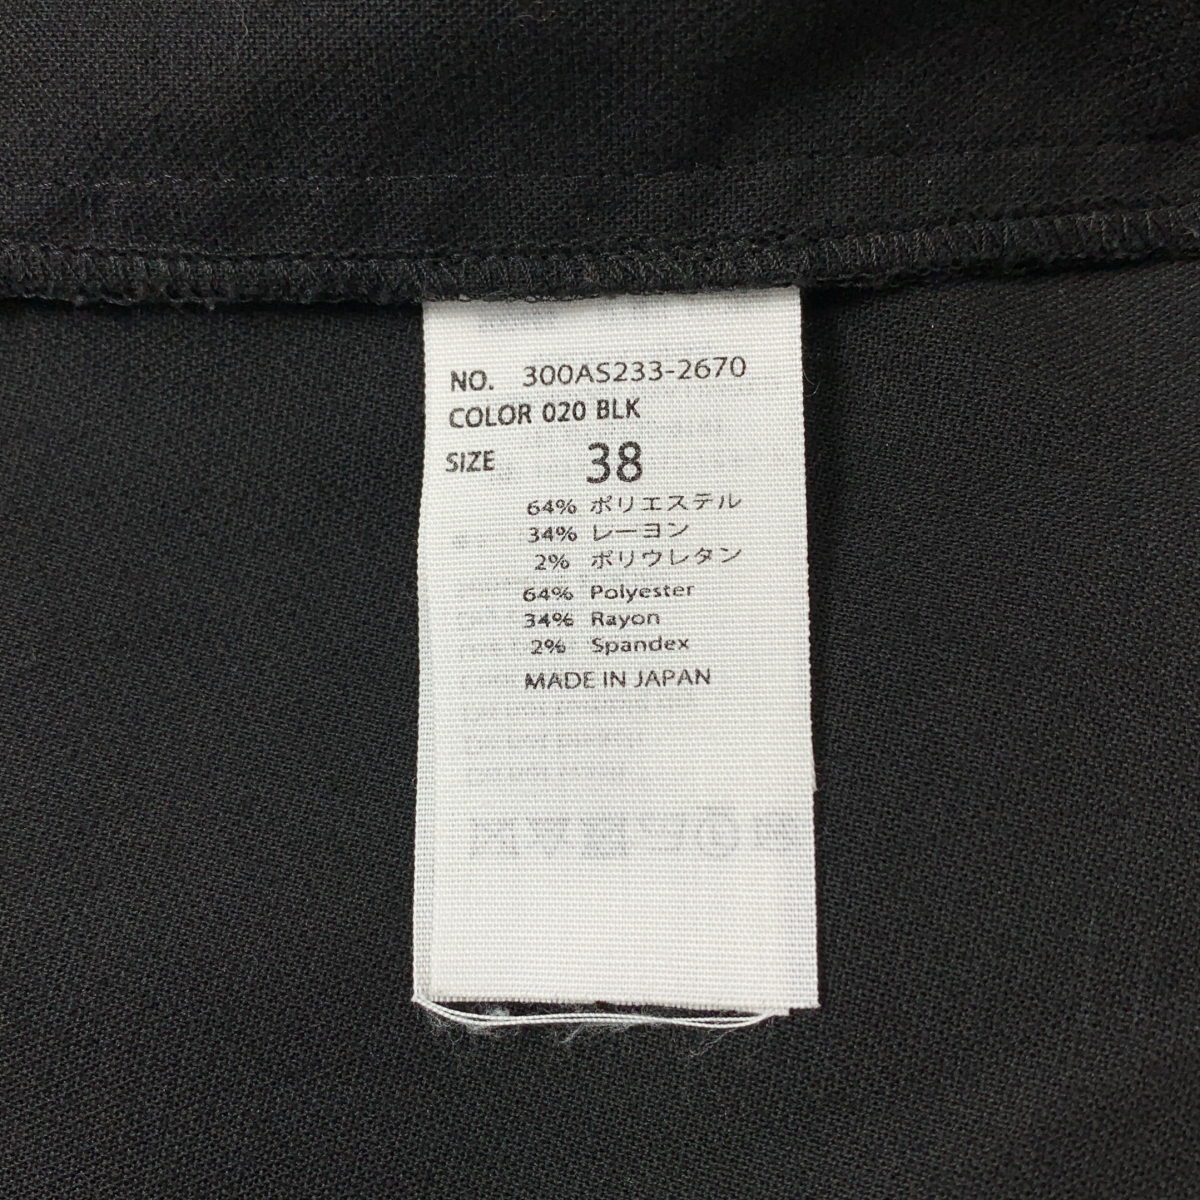 NO. 300AS233-2670
COLOR 020 BLK
SIZE 38
64% ポリエステル
34% レーヨン
2% ポリウレタン
64% Polyester
34% Rayon
2% Spandex
MADE IN JAPAN